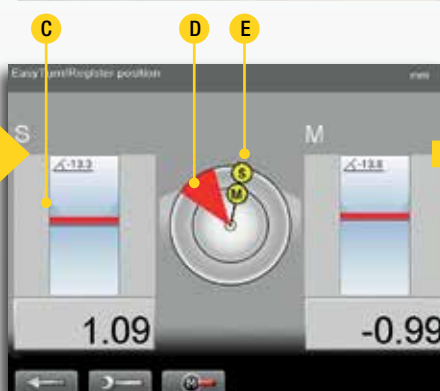 C D E
EasyTurn/Register position mm
S M
-13.3 -13.8
S
M
1.09 -0.99
M